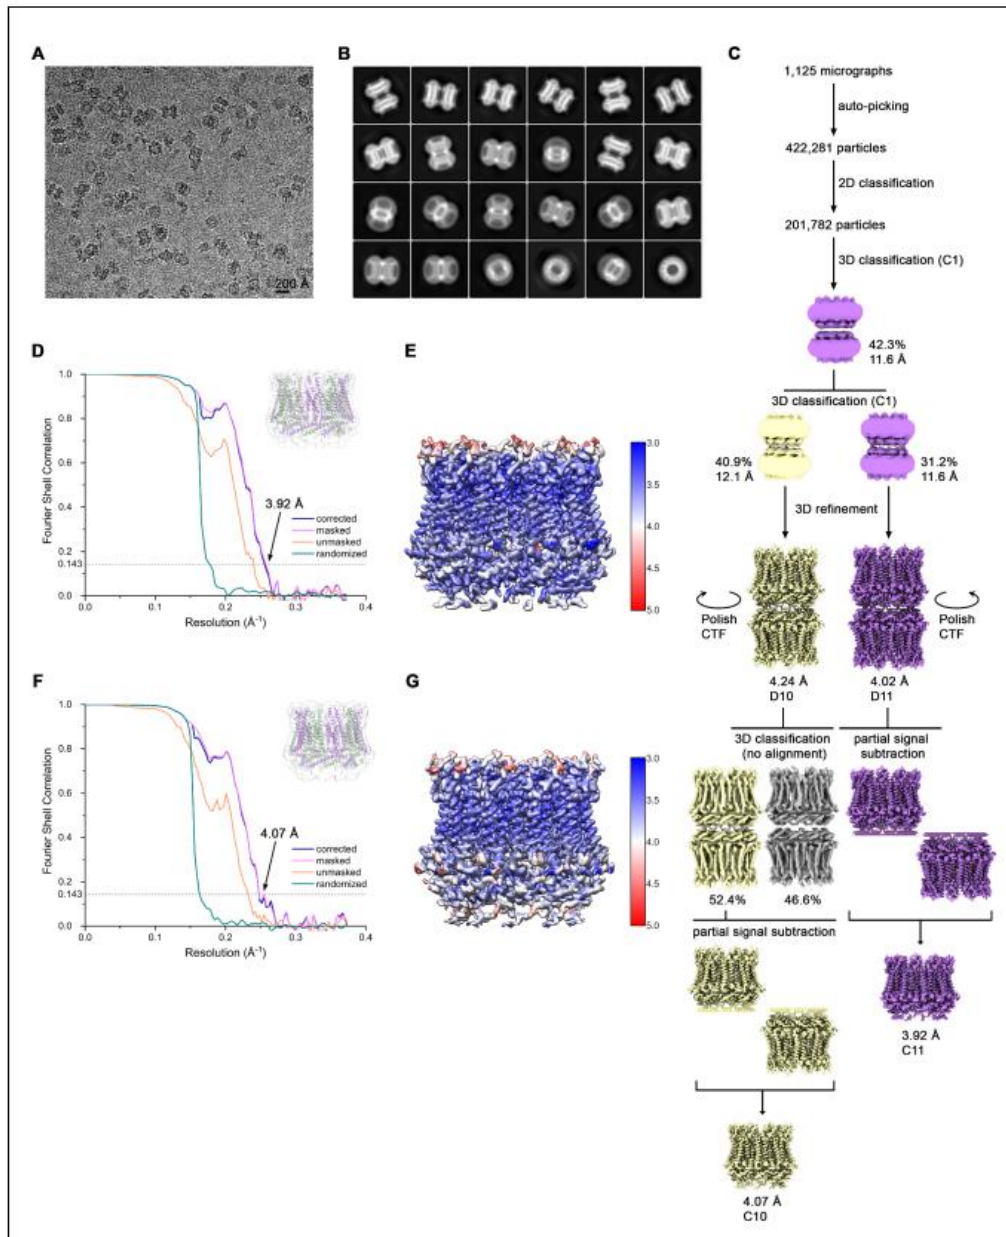 A
200 Å
B
C
1,125 micrographs
auto-picking
422,281 particles
2D classification
201,782 particles
3D classification (C1)
42.3%
11.6 Å
3D classification (C1)
40.9%
12.1 Å
31.2%
11.6 Å
3D refinement
Polish
CTF
Polish
CTF
4.24 Å
D10
4.02 Å
D11
3D classification
(no alignment)
partial signal
subtraction
52.4%
46.6%
partial signal subtraction
3.92 Å
C11
4.07 Å
C10
D
1.0
0.8
0.6
0.4
0.2
0.143
0.0
Fourier Shell Correlation
3.92 Å
corrected
masked
unmasked
randomized
0.0
0.1
0.2
0.3
0.4
Resolution (Å⁻¹)
E
3.0
3.5
4.0
4.5
5.0
F
1.0
0.8
0.6
0.4
0.2
0.143
0.0
Fourier Shell Correlation
4.07 Å
corrected
masked
unmasked
randomized
0.0
0.1
0.2
0.3
0.4
Resolution (Å⁻¹)
G
3.0
3.5
4.0
4.5
5.0